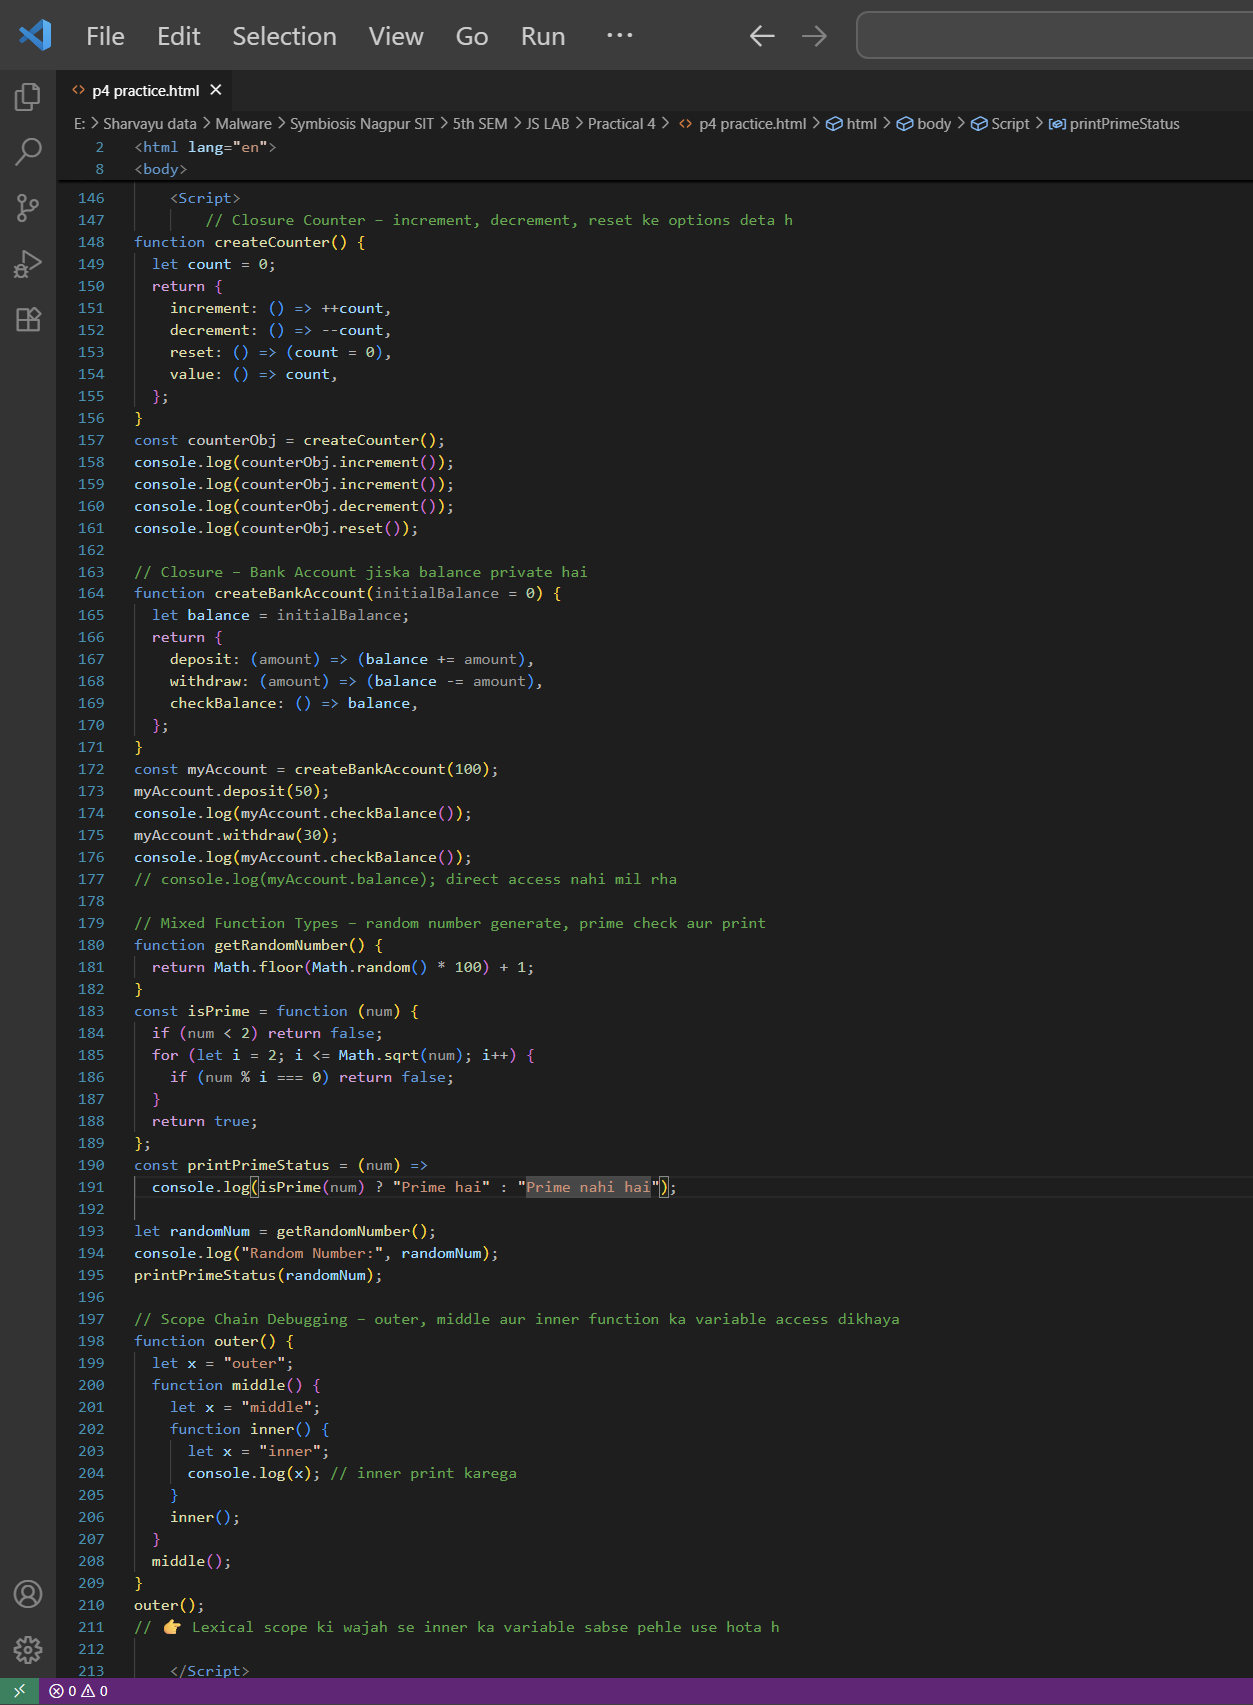 File Edit Selection View Go Run ···
<> p4 practice.html ×
E: > Sharvayu data > Malware > Symbiosis Nagpur SIT > 5th SEM > JS LAB > Practical 4 > <> p4 practice.html > html > body > Script > printPrimeStatus
2 <html lang="en">
8 <body>
146 <Script>
147 // Closure Counter – increment, decrement, reset ke options deta h
148 function createCounter() {
149 let count = 0;
150 return {
151 increment: () => ++count,
152 decrement: () => --count,
153 reset: () => (count = 0),
154 value: () => count,
155 };
156 }
157 const counterObj = createCounter();
158 console.log(counterObj.increment());
159 console.log(counterObj.increment());
160 console.log(counterObj.decrement());
161 console.log(counterObj.reset());
162
163 // Closure – Bank Account jiska balance private hai
164 function createBankAccount(initialBalance = 0) {
165 let balance = initialBalance;
166 return {
167 deposit: (amount) => (balance += amount),
168 withdraw: (amount) => (balance -= amount),
169 checkBalance: () => balance,
170 };
171 }
172 const myAccount = createBankAccount(100);
173 myAccount.deposit(50);
174 console.log(myAccount.checkBalance());
175 myAccount.withdraw(30);
176 console.log(myAccount.checkBalance());
177 // console.log(myAccount.balance); direct access nahi mil rha
178
179 // Mixed Function Types – random number generate, prime check aur print
180 function getRandomNumber() {
181 return Math.floor(Math.random() * 100) + 1;
182 }
183 const isPrime = function (num) {
184 if (num < 2) return false;
185 for (let i = 2; i <= Math.sqrt(num); i++) {
186 if (num % i === 0) return false;
187 }
188 return true;
189 };
190 const printPrimeStatus = (num) =>
191 console.log(isPrime(num) ? "Prime hai" : "Prime nahi hai");
192
193 let randomNum = getRandomNumber();
194 console.log("Random Number:", randomNum);
195 printPrimeStatus(randomNum);
196
197 // Scope Chain Debugging – outer, middle aur inner function ka variable access dikhaya
198 function outer() {
199 let x = "outer";
200 function middle() {
201 let x = "middle";
202 function inner() {
203 let x = "inner";
204 console.log(x); // inner print karega
205 }
206 inner();
207 }
208 middle();
209 }
210 outer();
211 // 👉 Lexical scope ki wajah se inner ka variable sabse pehle use hota h
212
213 </Script>
0 0